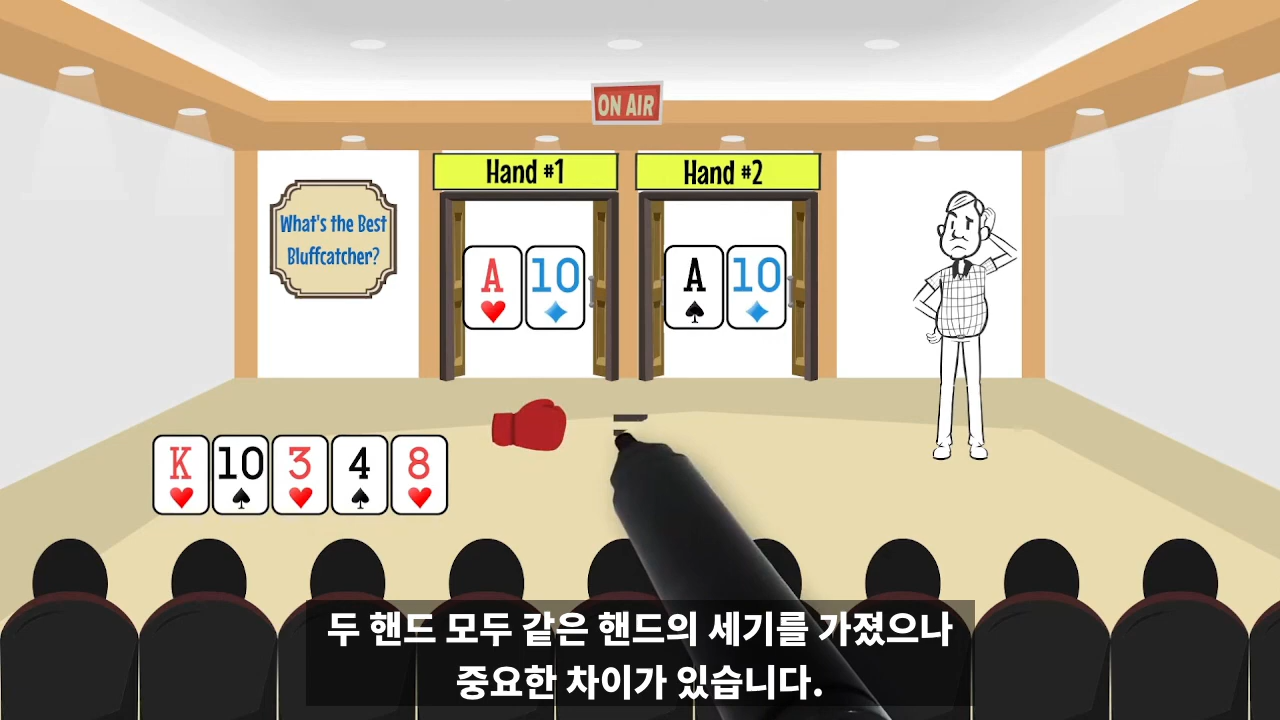 ON AIR
Hand #1
Hand #2
What's the Best
Bluffcatcher?
A 10
A 10
K 10 3 4 8
두 핸드 모두 같은 핸드의 세기를 가졌으나
중요한 차이가 있습니다.